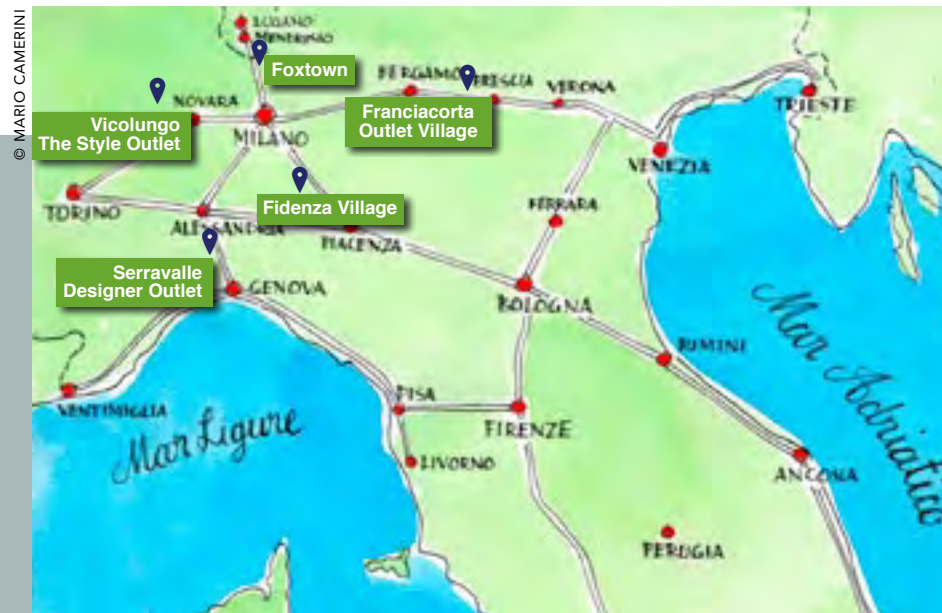 © MARIO CAMERINI
LUGANO
MENDRISIO
Foxtown
BERGAMO
BRESCIA
VERONA
TRIESTE
NOVARA
Vicolungo
The Style Outlet
MILANO
Franciacorta
Outlet Village
VENEZIA
TORINO
Fidenza Village
FERRARA
ALESSANDRIA
PIACENZA
Serravalle
Designer Outlet
GENOVA
BOLOGNA
Mar Adriatico
RIMINI
PISA
VENTIMIGLIA
Mar Ligure
FIRENZE
LIVORNO
ANCONA
PERUGIA